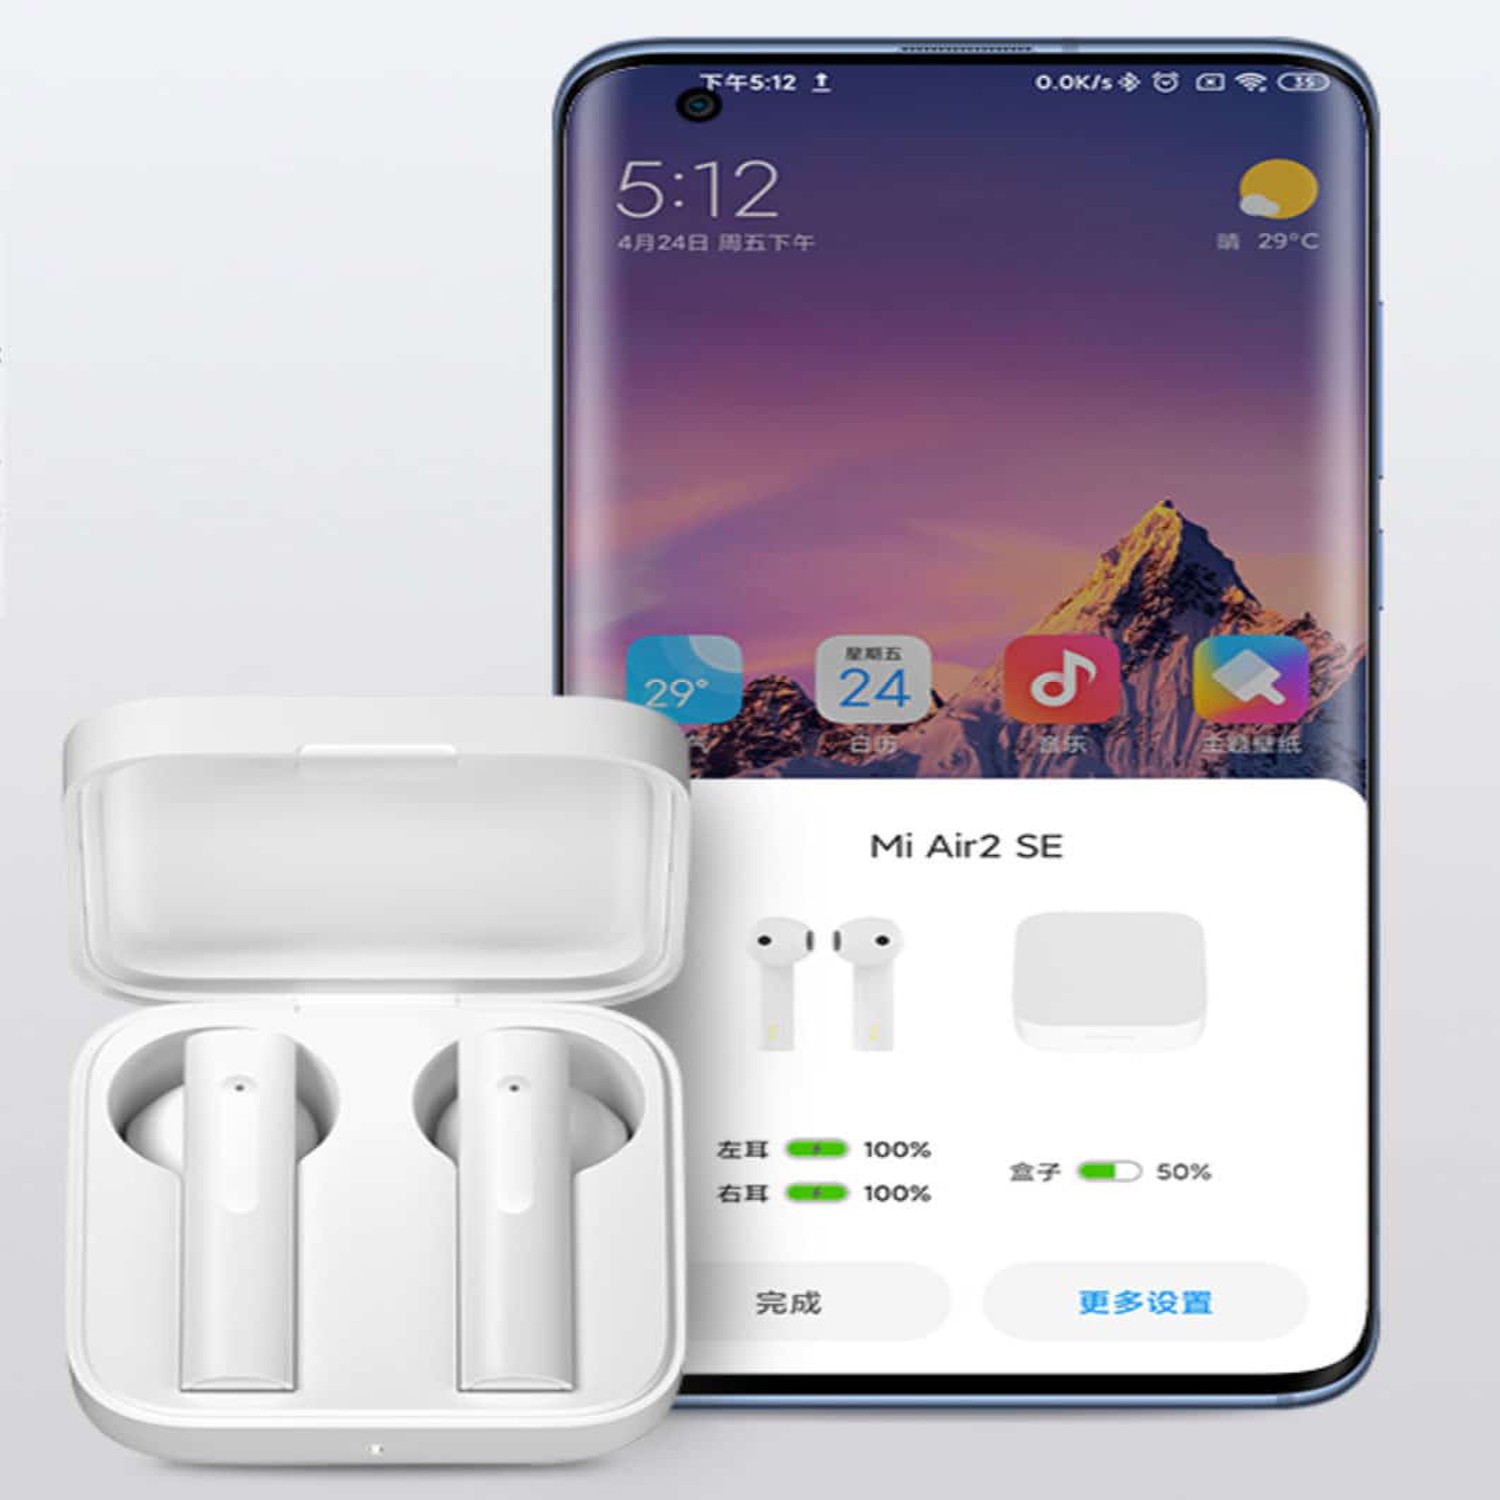 下午5:12
0.0K/s 35
5:12
4月24日 周五下午
晴 29°C
29°
星期五
24
气 日历 音乐 主题壁纸
Mi Air2 SE
左耳 100%
右耳 100%
盒子 50%
完成 更多设置